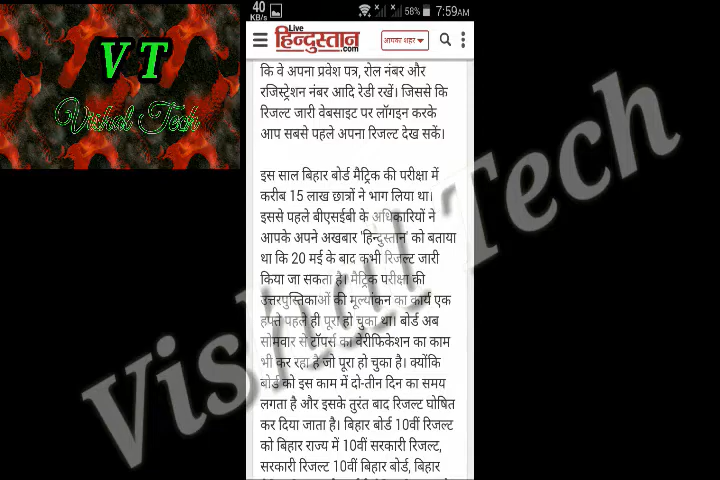 40
KB/s
58%
7:59AM
VT
Vishal Tech
Live
हिन्दुस्तान
.com
आपका शहर
कि वे अपना प्रवेश पत्र, रोल नंबर और
रजिस्ट्रेशन नंबर आदि रेडी रखें। जिससे कि
रिजल्ट जारी वेबसाइट पर लॉगइन करके
आप सबसे पहले अपना रिजल्ट देख सकें।
इस साल बिहार बोर्ड मैट्रिक की परीक्षा में
करीब 15 लाख छात्रों ने भाग लिया था।
इससे पहले बीएसईबी के अधिकारियों ने
आपके अपने अखबार 'हिन्दुस्तान' को बताया
था कि 20 मई के बाद कभी रिजल्ट जारी
किया जा सकता है। मैट्रिक परीक्षा की
उत्तरपुस्तिकाओं की मूल्यांकन का कार्य एक
हफ्ते पहले ही पूरा हो चुका था। बोर्ड अब
सोमवार से टॉपर्स का वेरीफिकेशन का काम
भी कर रहा है जो पूरा हो चुका है। क्योंकि
बोर्ड को इस काम में दो-तीन दिन का समय
लगता है और इसके तुरंत बाद रिजल्ट घोषित
कर दिया जाता है। बिहार बोर्ड 10वीं रिजल्ट
को बिहार राज्य में 10वीं सरकारी रिजल्ट,
सरकारी रिजल्ट 10वीं बिहार बोर्ड, बिहार
Vishal Tech